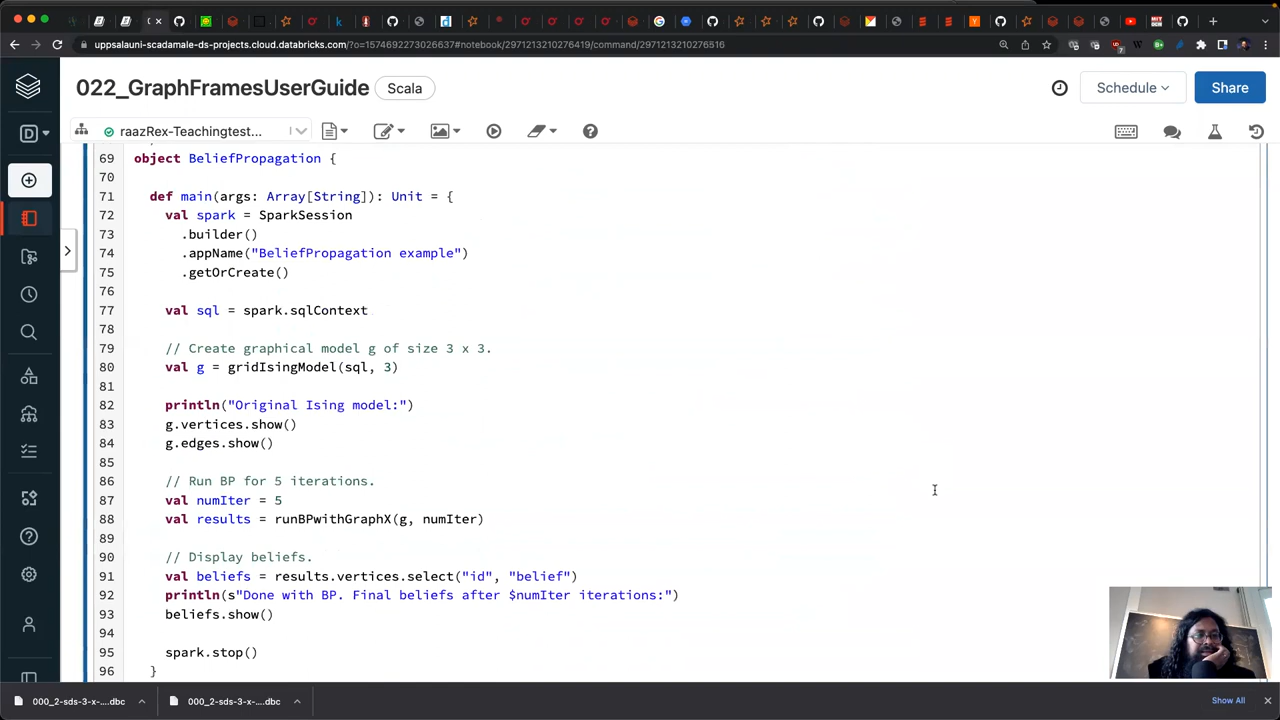 uppsalauni-scadamale-ds-projects.cloud.databricks.com/?o=1574692273026637#notebook/2971213210276419/command/2971213210276516
022_GraphFramesUserGuide
Scala
Schedule
Share
D
raazRex-Teachingtest...
69 object BeliefPropagation {
70
71 def main(args: Array[String]): Unit = {
72 val spark = SparkSession
73 .builder()
74 .appName("BeliefPropagation example")
75 .getOrCreate()
76
77 val sql = spark.sqlContext
78
79 // Create graphical model g of size 3 x 3.
80 val g = gridIsingModel(sql, 3)
81
82 println("Original Ising model:")
83 g.vertices.show()
84 g.edges.show()
85
86 // Run BP for 5 iterations.
87 val numIter = 5
88 val results = runBPwithGraphX(g, numIter)
89
90 // Display beliefs.
91 val beliefs = results.vertices.select("id", "belief")
92 println(s"Done with BP. Final beliefs after $numIter iterations:")
93 beliefs.show()
94
95 spark.stop()
96 }
000_2-sds-3-x-....dbc
000_2-sds-3-x-....dbc
Show All